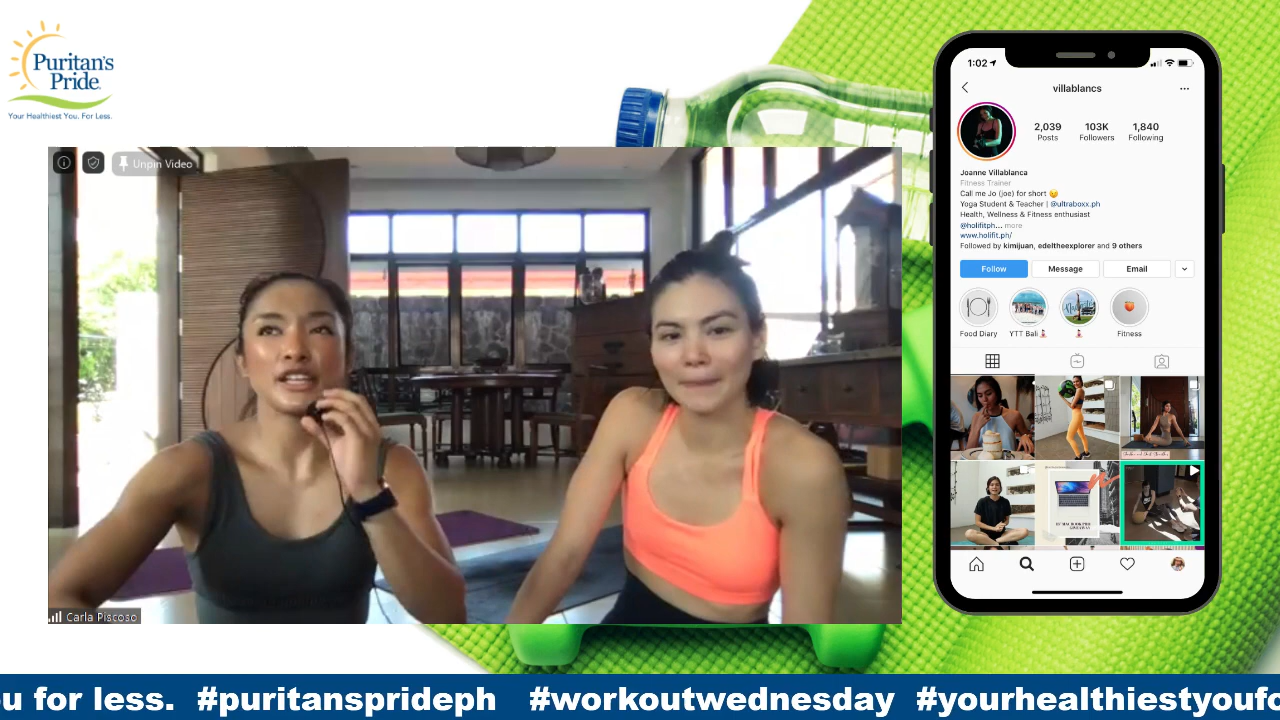 Puritan's
Pride
Your Healthiest You, For Less.
Unpin Video
Carla Piscoso
1:02
villablancs
2,039 103K 1,840
Posts Followers Following
Joanne Villablanca
Fitness Trainer
Call me Jo (joe) for short 😉
Yoga Student & Teacher | @ultraboxx.ph
Health, Wellness & Fitness enthusiast
@holifitph... more
www.holifit.ph/
Followed by kimijuan, edeltheexplorer and 9 others
Follow Message Email
Food Diary YTT Bali Fitness
MACBOOK PRO
GIVEAWAY
u for less. #puritansprideph #workoutwednesday #yourhealthiestyoufo